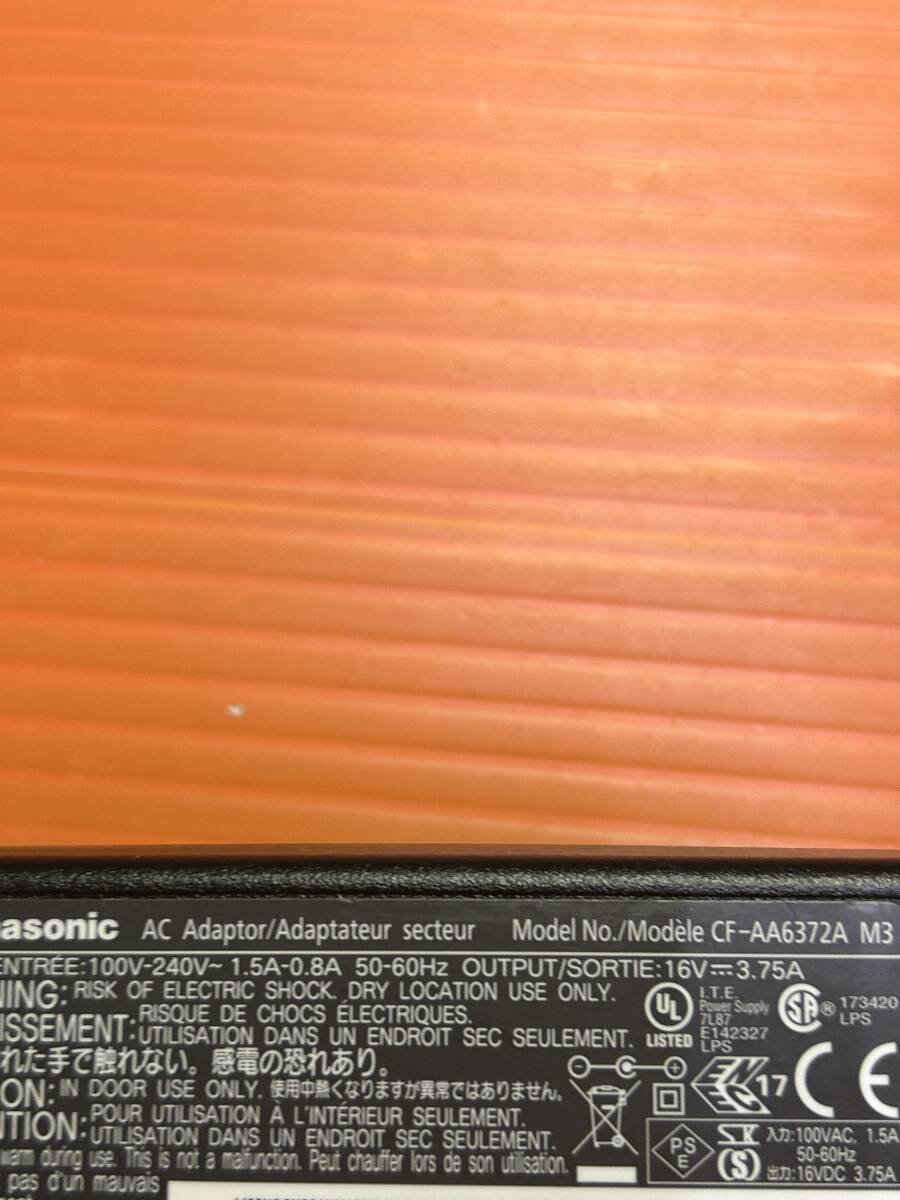 nasonic AC Adaptor/Adaptateur secteur Model No./Modèle CF-AA6372A M3
ENTRÉE:100V-240V~ 1.5A-0.8A 50-60Hz OUTPUT/SORTIE:16V⎓3.75A
NING: RISK OF ELECTRIC SHOCK. DRY LOCATION USE ONLY.
ISSEMENT: RISQUE DE CHOCS ÉLECTRIQUES.
UTILISATION DANS UN ENDROIT SEC SEULEMENT.
れた手で触れない。感電の恐れあり。
ON: IN DOOR USE ONLY. 使用中熱くなりますが異常ではありません。
NTION: POUR UTILISATION À L'INTÉRIEUR SEULEMENT.
UTILISATION DANS UN ENDROIT SEC SEULEMENT.
warm during use. This is not a malfunction. Peut chauffer lors de son utilisation.
pas d'un mauvais
UL
LISTED
I.T.E.
Power Supply
7L87
E142327
LPS
SA ®
173420
LPS
- +
EN EC 17
CE
PS
E
S K
(S)
入力:100VAC, 1.5A
50-60Hz
出力:16VDC 3.75A